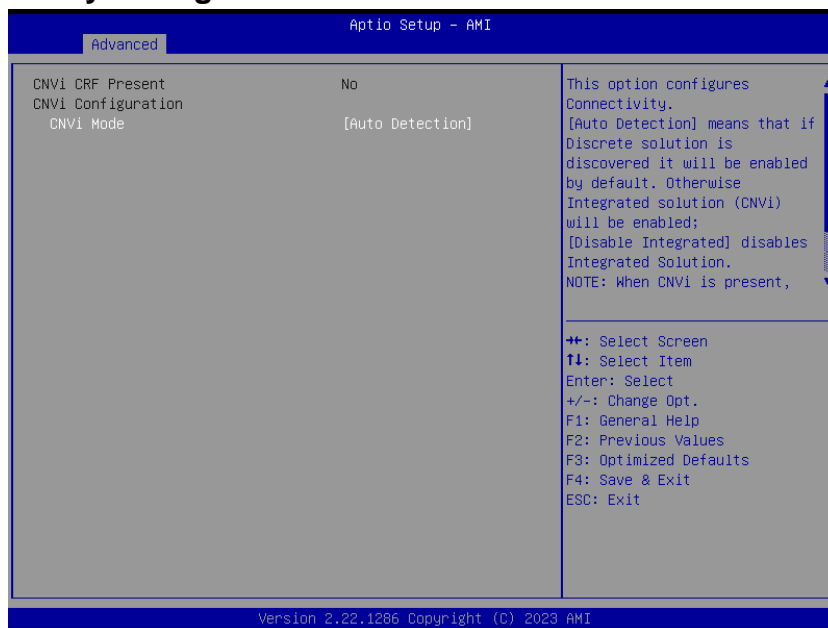 Aptio Setup – AMI
Advanced
CNVi CRF Present No
CNVi Configuration
CNVi Mode [Auto Detection]
This option configures
Connectivity.
[Auto Detection] means that if
Discrete solution is
discovered it will be enabled
by default. Otherwise
Integrated solution (CNVi)
will be enabled;
[Disable Integrated] disables
Integrated Solution.
NOTE: When CNVi is present,
→←: Select Screen
↑↓: Select Item
Enter: Select
+/-: Change Opt.
F1: General Help
F2: Previous Values
F3: Optimized Defaults
F4: Save & Exit
ESC: Exit
Version 2.22.1286 Copyright (C) 2023 AMI